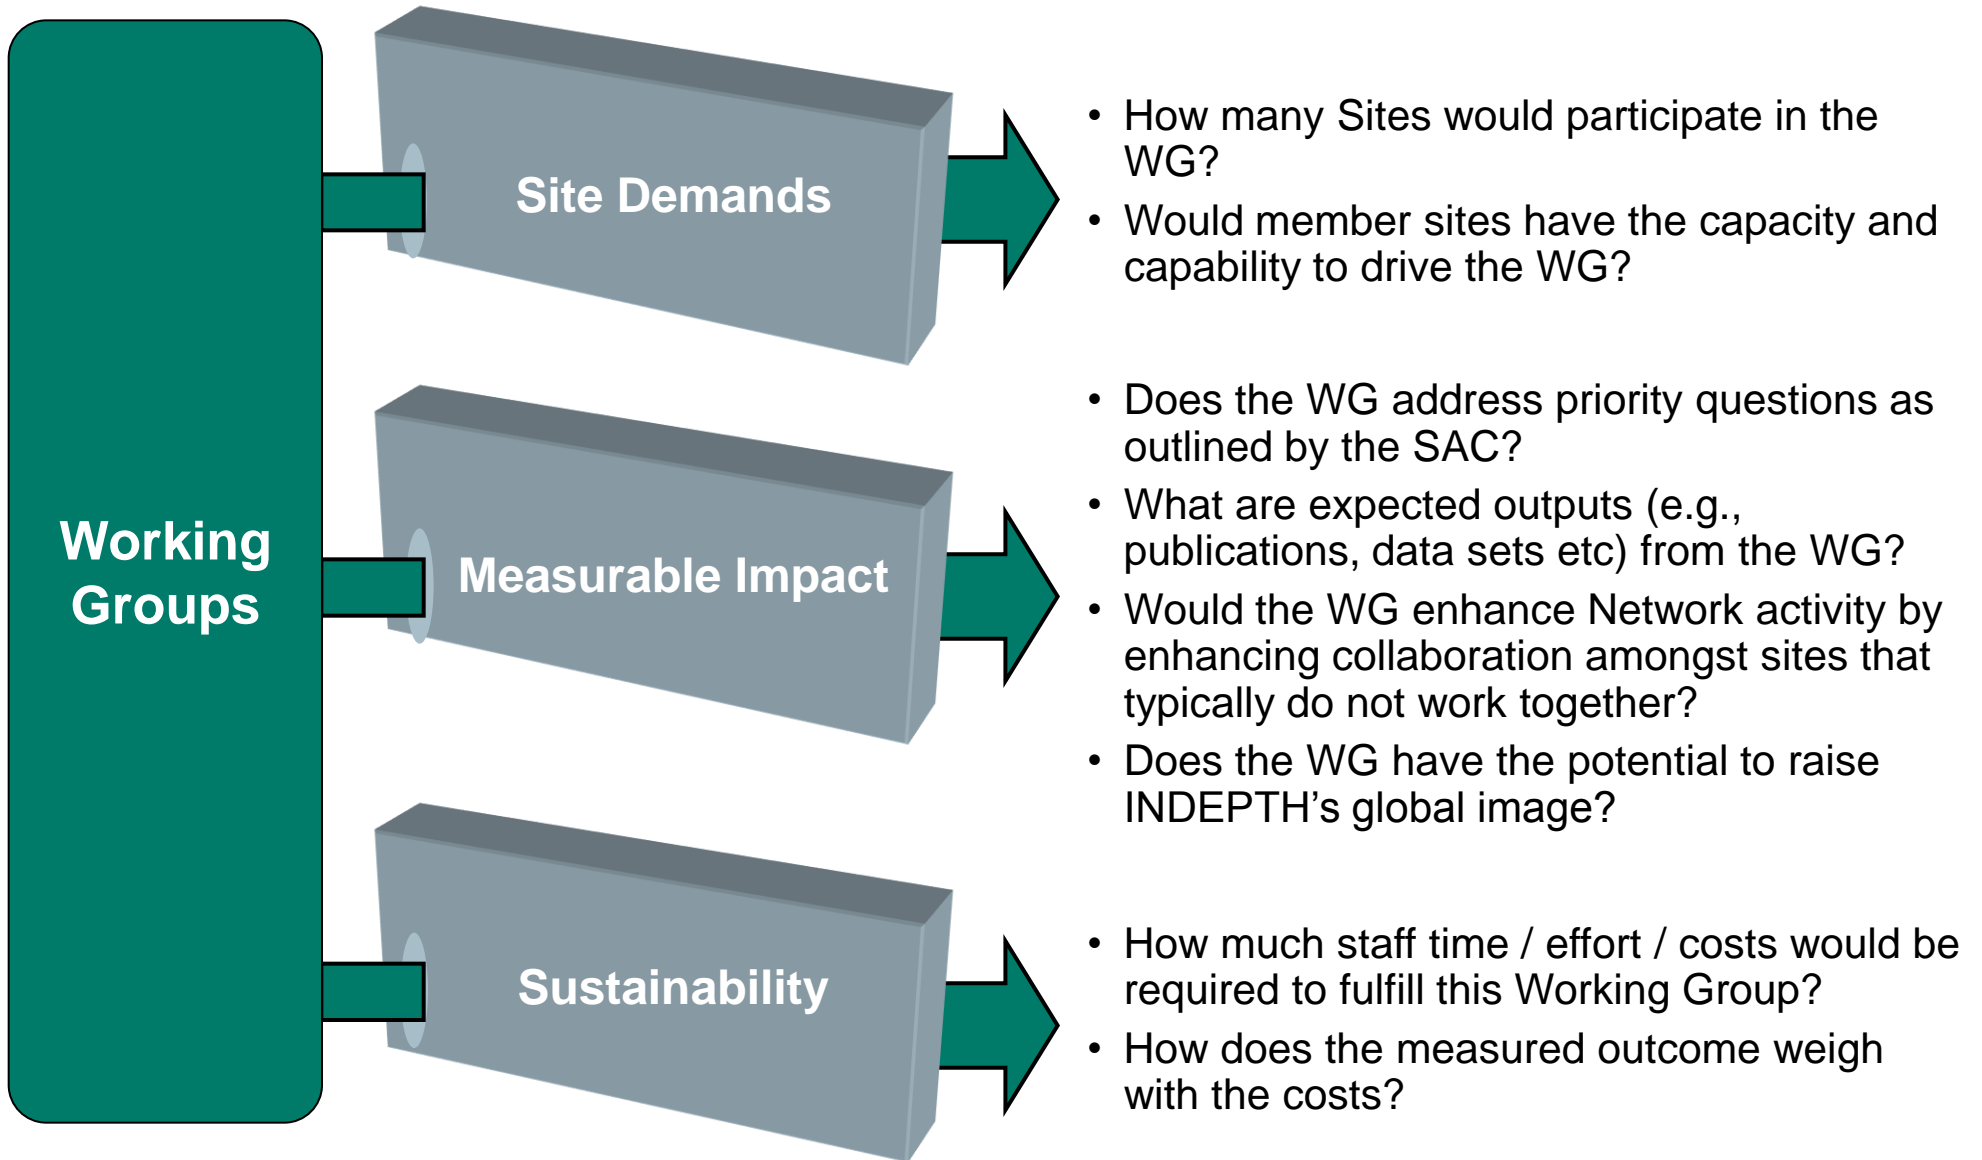 Working
Groups
Site Demands
• How many Sites would participate in the
WG?
• Would member sites have the capacity and
capability to drive the WG?
Measurable Impact
• Does the WG address priority questions as
outlined by the SAC?
• What are expected outputs (e.g.,
publications, data sets etc) from the WG?
• Would the WG enhance Network activity by
enhancing collaboration amongst sites that
typically do not work together?
• Does the WG have the potential to raise
INDEPTH’s global image?
Sustainability
• How much staff time / effort / costs would be
required to fulfill this Working Group?
• How does the measured outcome weigh
with the costs?